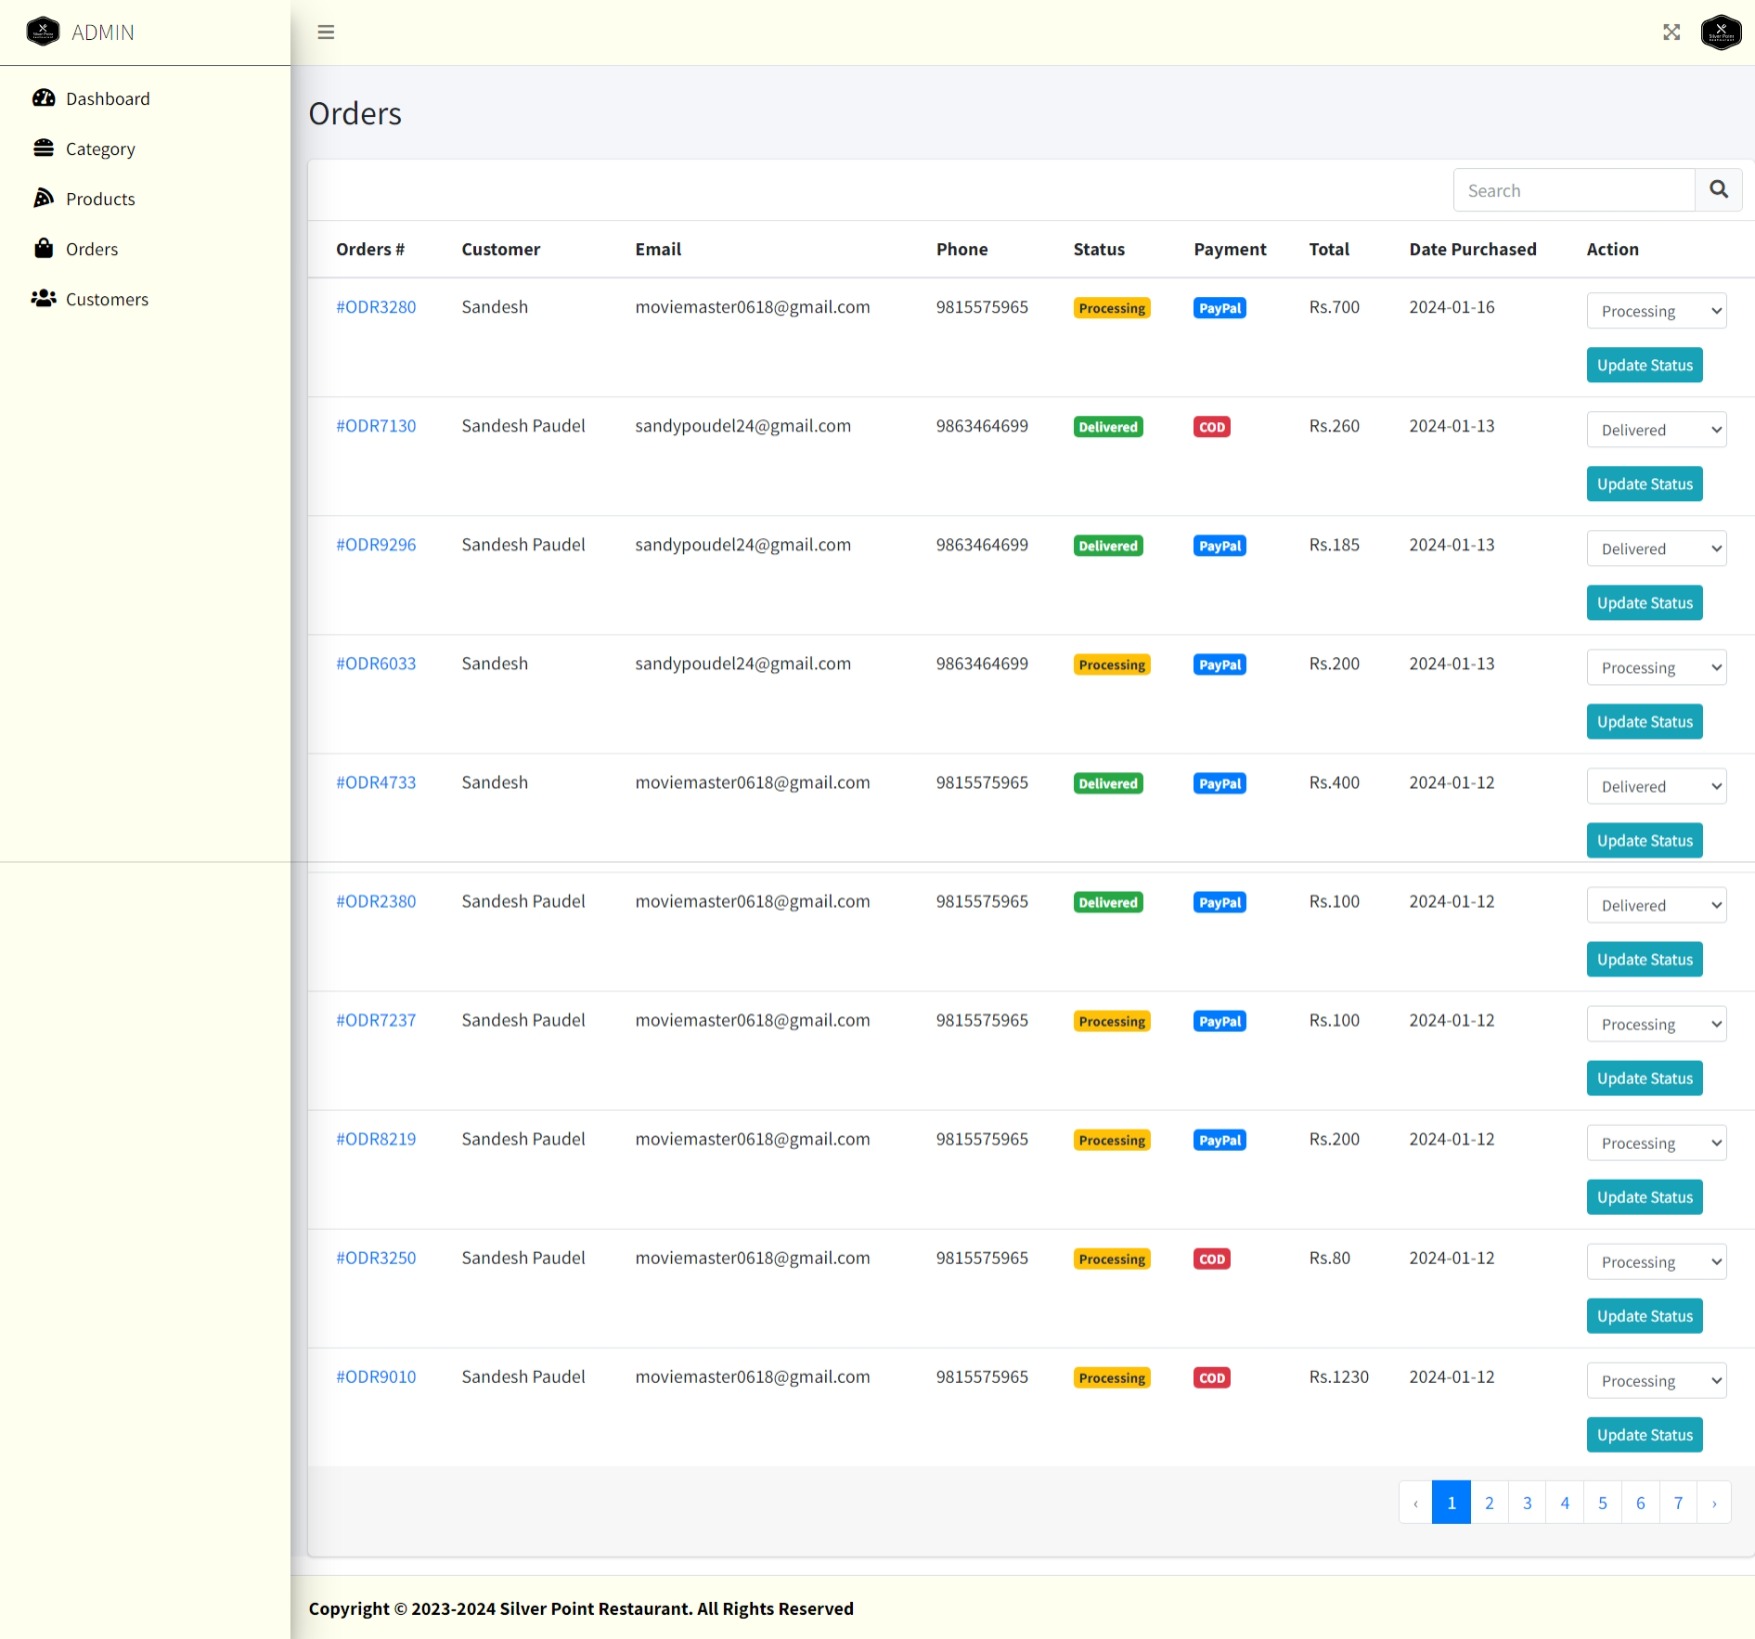 ADMIN
Dashboard
Category
Products
Orders
Customers
Orders
Search
Orders # Customer Email Phone Status Payment Total Date Purchased Action
#ODR3280 Sandesh moviemaster0618@gmail.com 9815575965 Processing PayPal Rs.700 2024-01-16 Processing
Update Status
#ODR7130 Sandesh Paudel sandypoudel24@gmail.com 9863464699 Delivered COD Rs.260 2024-01-13 Delivered
Update Status
#ODR9296 Sandesh Paudel sandypoudel24@gmail.com 9863464699 Delivered PayPal Rs.185 2024-01-13 Delivered
Update Status
#ODR6033 Sandesh sandypoudel24@gmail.com 9863464699 Processing PayPal Rs.200 2024-01-13 Processing
Update Status
#ODR4733 Sandesh moviemaster0618@gmail.com 9815575965 Delivered PayPal Rs.400 2024-01-12 Delivered
Update Status
#ODR2380 Sandesh Paudel moviemaster0618@gmail.com 9815575965 Delivered PayPal Rs.100 2024-01-12 Delivered
Update Status
#ODR7237 Sandesh Paudel moviemaster0618@gmail.com 9815575965 Processing PayPal Rs.100 2024-01-12 Processing
Update Status
#ODR8219 Sandesh Paudel moviemaster0618@gmail.com 9815575965 Processing PayPal Rs.200 2024-01-12 Processing
Update Status
#ODR3250 Sandesh Paudel moviemaster0618@gmail.com 9815575965 Processing COD Rs.80 2024-01-12 Processing
Update Status
#ODR9010 Sandesh Paudel moviemaster0618@gmail.com 9815575965 Processing COD Rs.1230 2024-01-12 Processing
Update Status
‹ 1 2 3 4 5 6 7 ›
Copyright © 2023-2024 Silver Point Restaurant. All Rights Reserved